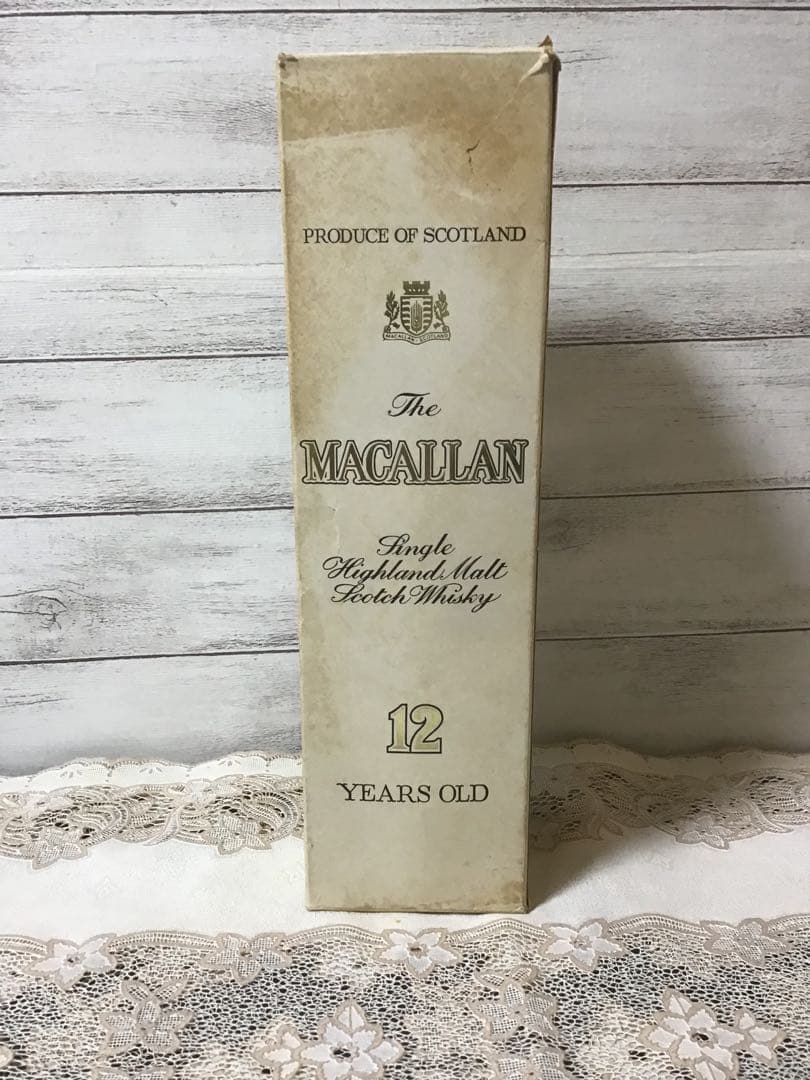 PRODUCE OF SCOTLAND
MACALLAN SCOTLAND
The
MACALLAN
Single
Highland Malt
Scotch Whisky
12
YEARS OLD